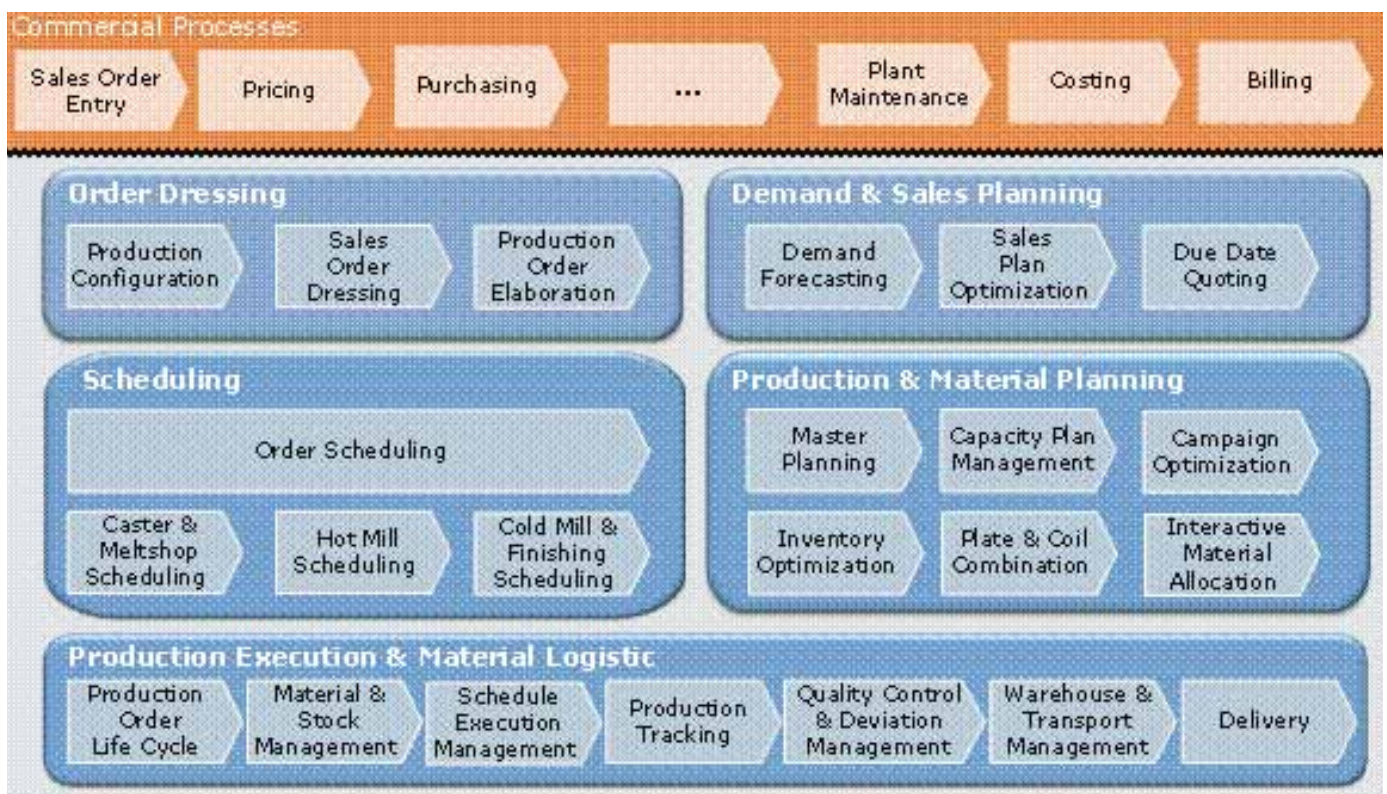 Commercial Processes
Sales Order
Entry
Pricing
Purchasing
...
Plant
Maintenance
Costing
Billing
Order Dressing
Production
Configuration
Sales
Order
Dressing
Production
Order
Elaboration
Demand & Sales Planning
Demand
Forecasting
Sales
Plan
Optimization
Due Date
Quoting
Scheduling
Order Scheduling
Caster &
Meltshop
Scheduling
Hot Mill
Scheduling
Cold Mill &
Finishing
Scheduling
Production & Material Planning
Master
Planning
Capacity Plan
Management
Campaign
Optimization
Inventory
Optimization
Plate & Coil
Combination
Interactive
Material
Allocation
Production Execution & Material Logistic
Production
Order
Life Cycle
Material &
Stock
Management
Schedule
Execution
Management
Production
Tracking
Quality Control
& Deviation
Management
Warehouse &
Transport
Management
Delivery